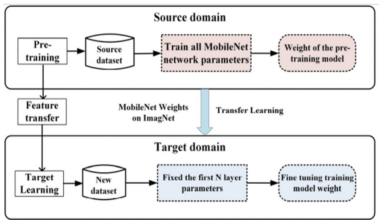 Source domain
Pre-
training
Source
dataset
Train all MobileNet
network parameters
Weight of the pre-
training model
Feature
transfer
MobileNet Weights
on ImagNet
Transfer Learning
Target domain
Target
Learning
New
dataset
Fixed the first N layer
parameters
Fine tuning training
model weight